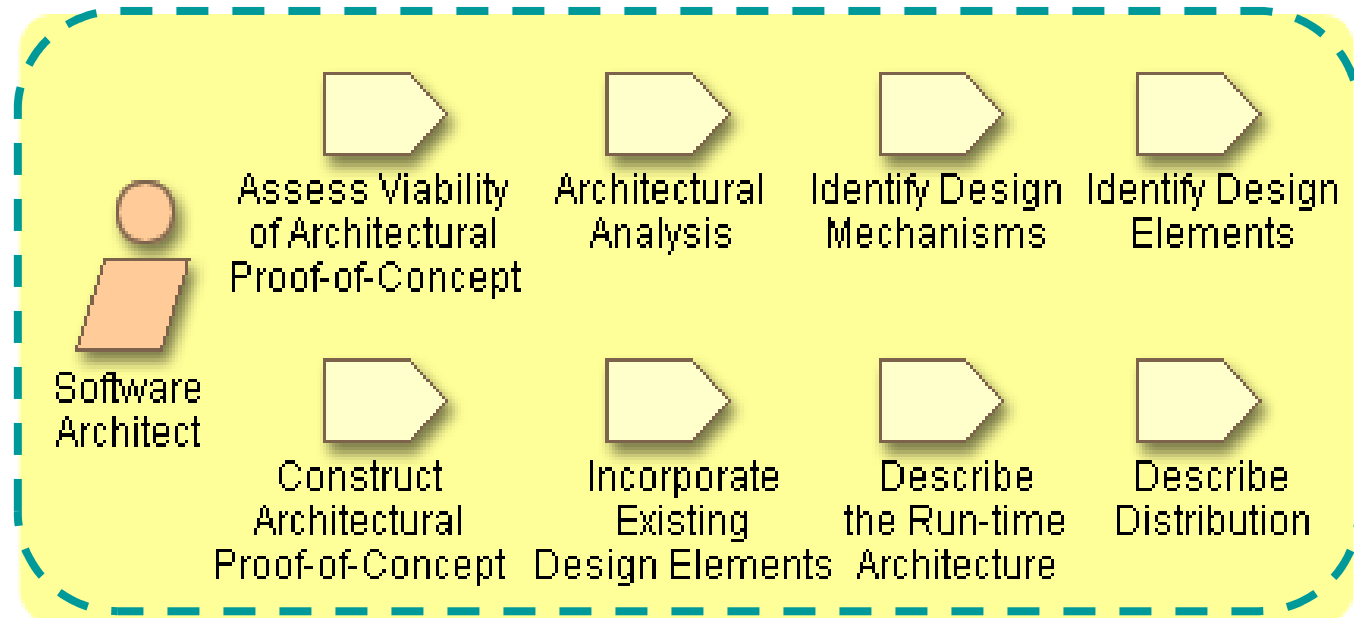 Assess Viability
of Architectural
Proof-of-Concept
Architectural
Analysis
Identify Design
Mechanisms
Identify Design
Elements
Software
Architect
Construct
Architectural
Proof-of-Concept
Incorporate
Existing
Design Elements
Describe
the Run-time
Architecture
Describe
Distribution